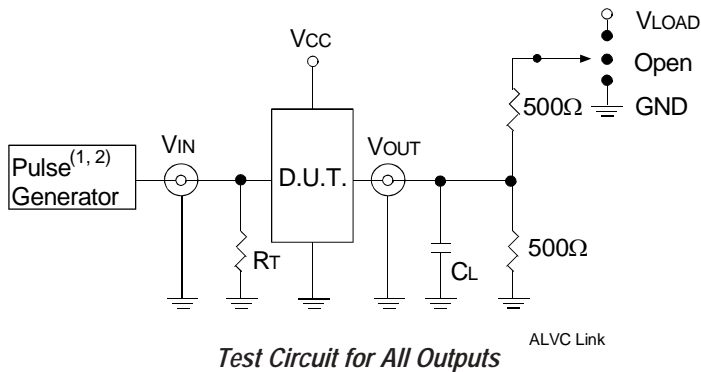 VLOAD
VCC
Open
500Ω
GND
VIN
VOUT
Pulse(1, 2)
Generator
D.U.T.
500Ω
RT
CL
ALVC Link
Test Circuit for All Outputs